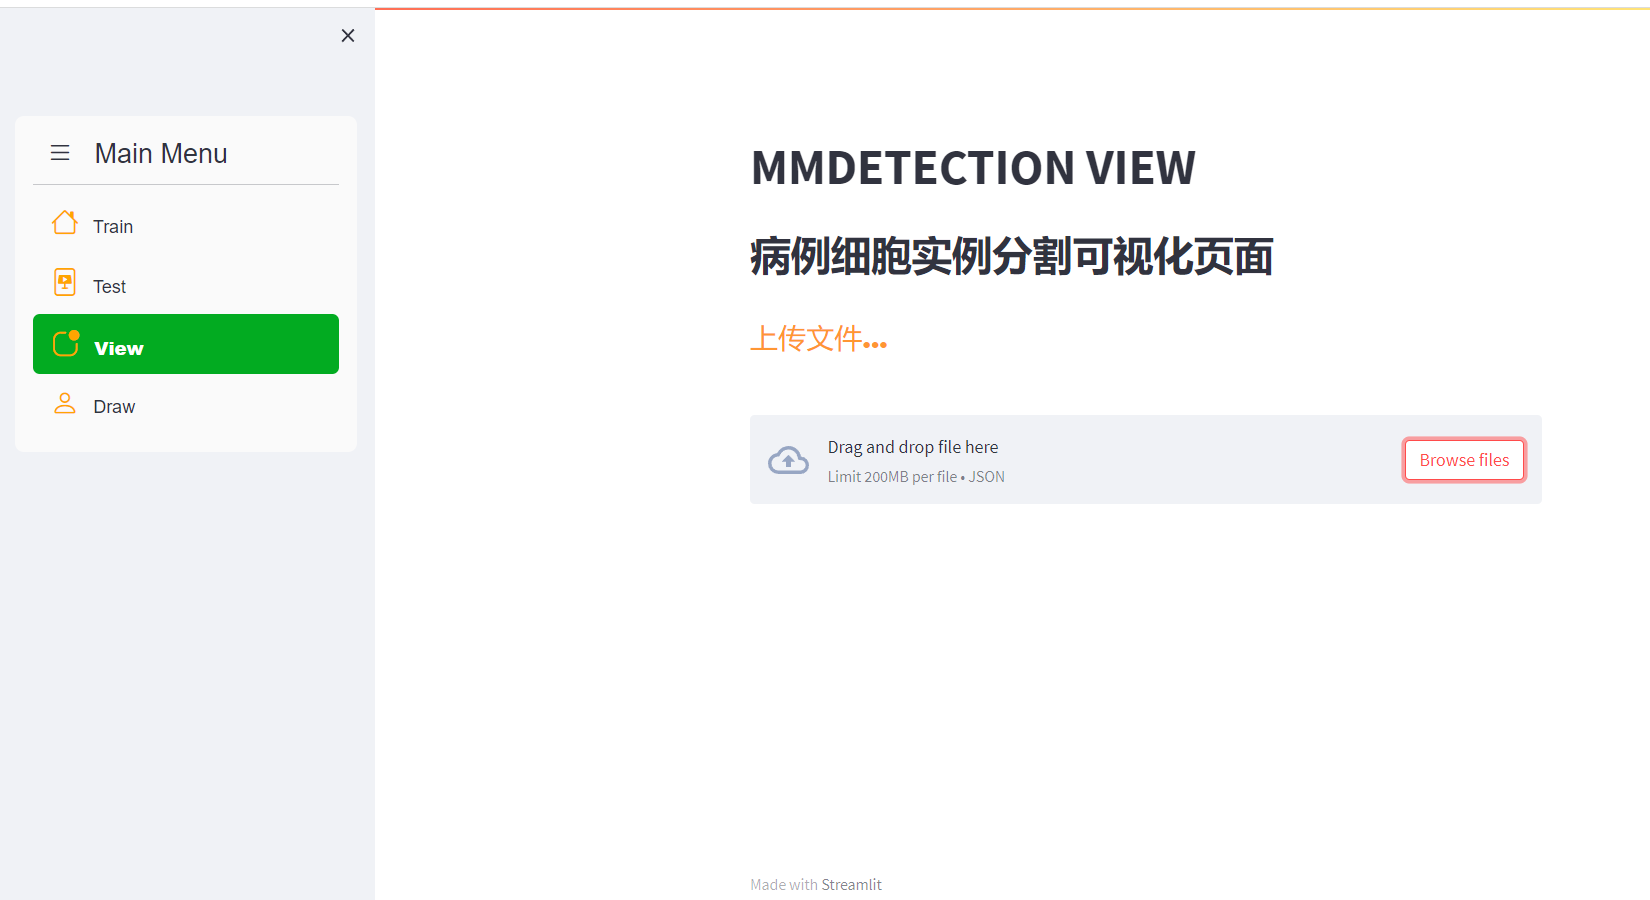 Main Menu
Train
Test
View
Draw
MMDETECTION VIEW
病例细胞实例分割可视化页面
上传文件...
Drag and drop file here
Limit 200MB per file • JSON
Browse files
Made with Streamlit